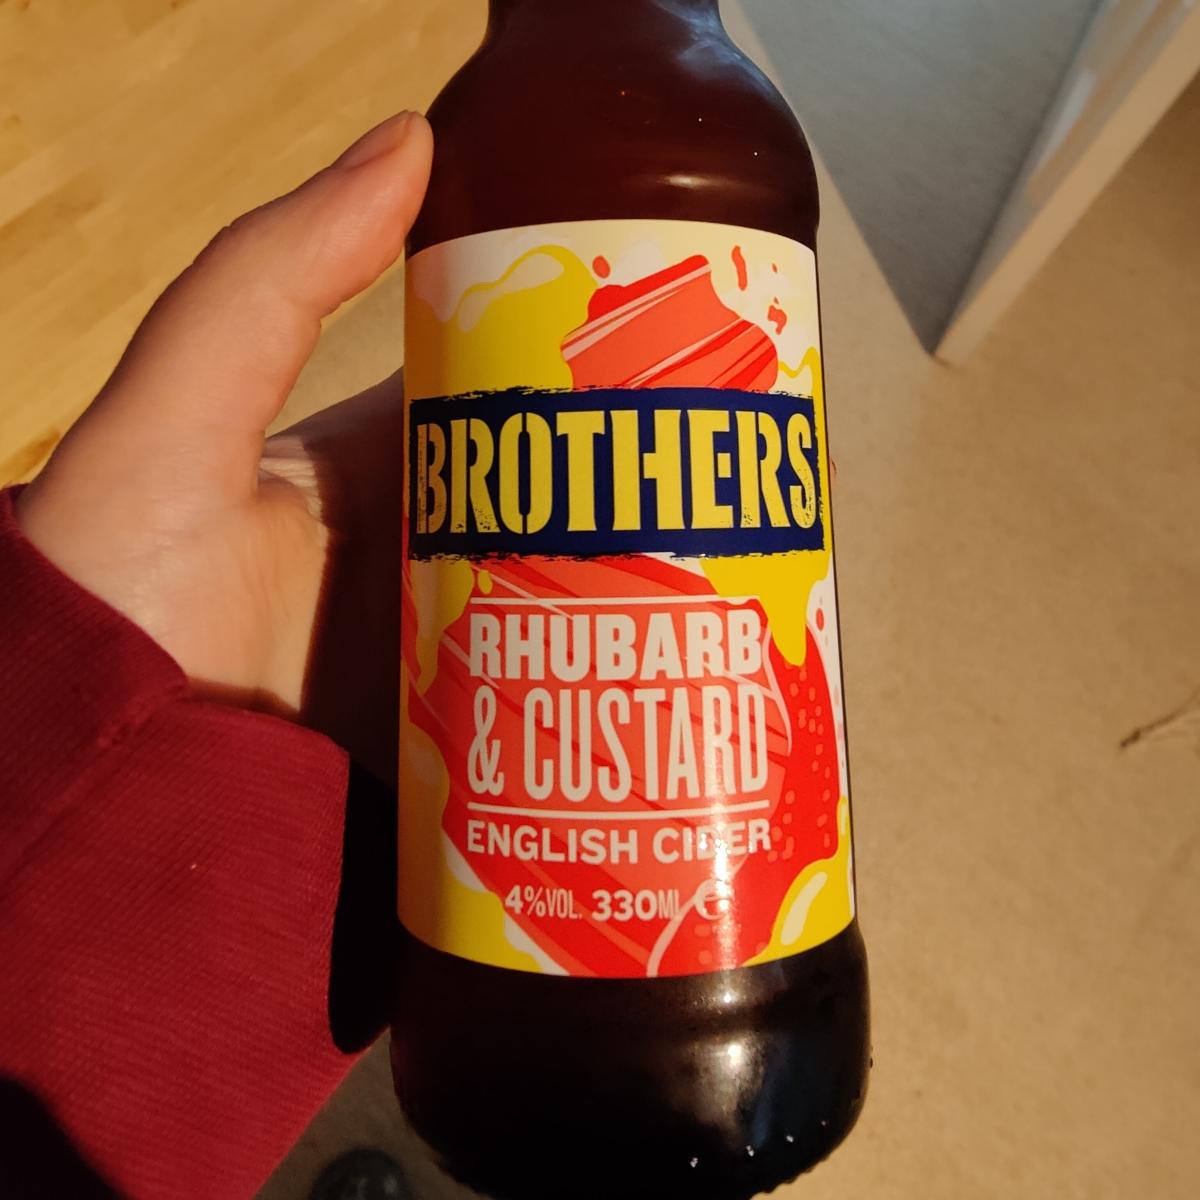 BROTHERS
RHUBARB
& CUSTARD
ENGLISH CIDER
4%VOL. 330ML ℮